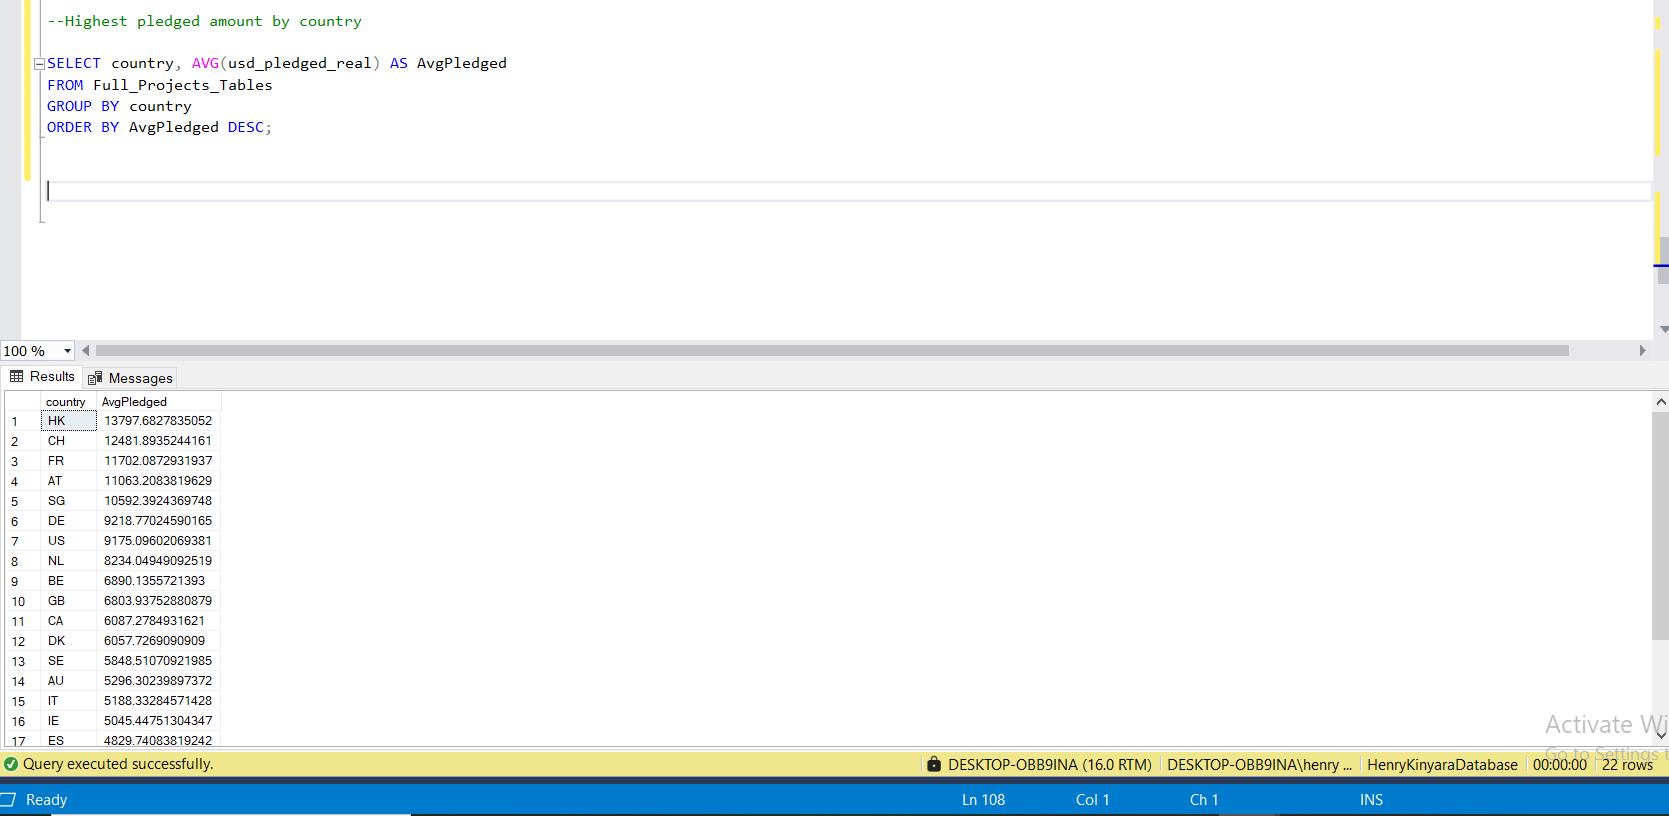 --Highest pledged amount by country
SELECT country, AVG(usd_pledged_real) AS AvgPledged
FROM Full_Projects_Tables
GROUP BY country
ORDER BY AvgPledged DESC;
100 %
Results Messages
country AvgPledged
1 HK 13797.6827835052
2 CH 12481.8935244161
3 FR 11702.0872931937
4 AT 11063.2083819629
5 SG 10592.3924369748
6 DE 9218.77024590165
7 US 9175.09602069381
8 NL 8234.04949092519
9 BE 6890.1355721393
10 GB 6803.93752880879
11 CA 6087.2784931621
12 DK 6057.7269090909
13 SE 5848.51070921985
14 AU 5296.30239897372
15 IT 5188.33284571428
16 IE 5045.44751304347
17 ES 4829.74083819242
Activate Wi
Go to Settings t
Query executed successfully. DESKTOP-OBB9INA (16.0 RTM) DESKTOP-OBB9INA\henry ... HenryKinyaraDatabase 00:00:00 22 rows
Ready Ln 108 Col 1 Ch 1 INS